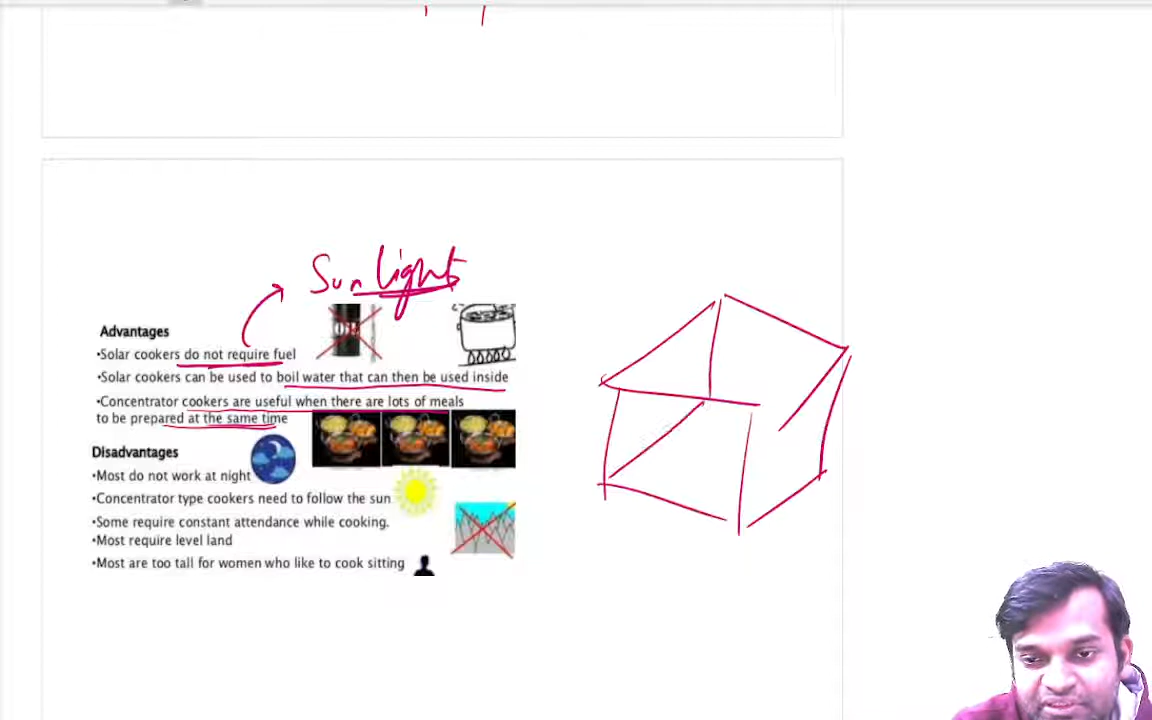 Sun light
Advantages
•Solar cookers do not require fuel
•Solar cookers can be used to boil water that can then be used inside
•Concentrator cookers are useful when there are lots of meals
to be prepared at the same time
Disadvantages
•Most do not work at night
•Concentrator type cookers need to follow the sun
•Some require constant attendance while cooking.
•Most require level land
•Most are too tall for women who like to cook sitting